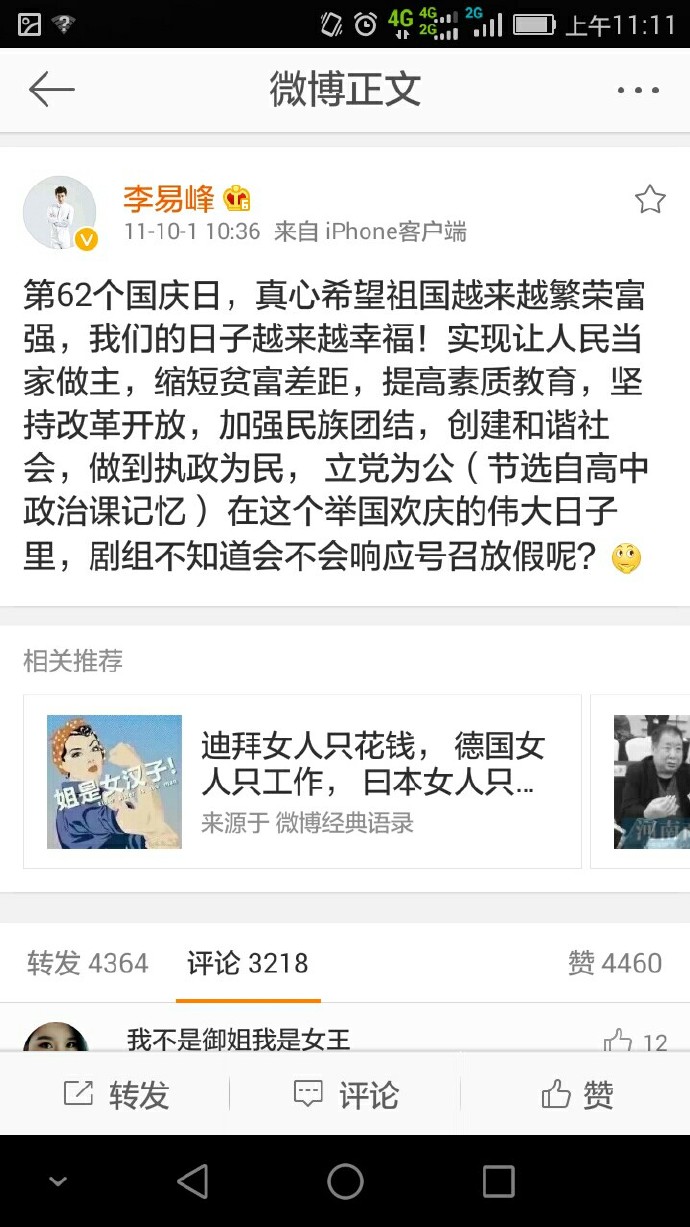 4G 4G 2G 2G 上午11:11
微博正文
李易峰
11-10-1 10:36 来自 iPhone客户端
第62个国庆日，真心希望祖国越来越繁荣富
强，我们的日子越来越幸福！实现让人民当
家做主，缩短贫富差距，提高素质教育，坚
持改革开放，加强民族团结，创建和谐社
会，做到执政为民， 立党为公（节选自高中
政治课记忆）在这个举国欢庆的伟大日子
里，剧组不知道会不会响应号召放假呢？
相关推荐
姐是女汉子!
迪拜女人只花钱， 德国女
人只工作， 日本女人只...
来源于 微博经典语录
河南
转发 4364 评论 3218 赞 4460
我不是御姐我是女王 12
转发 评论 赞